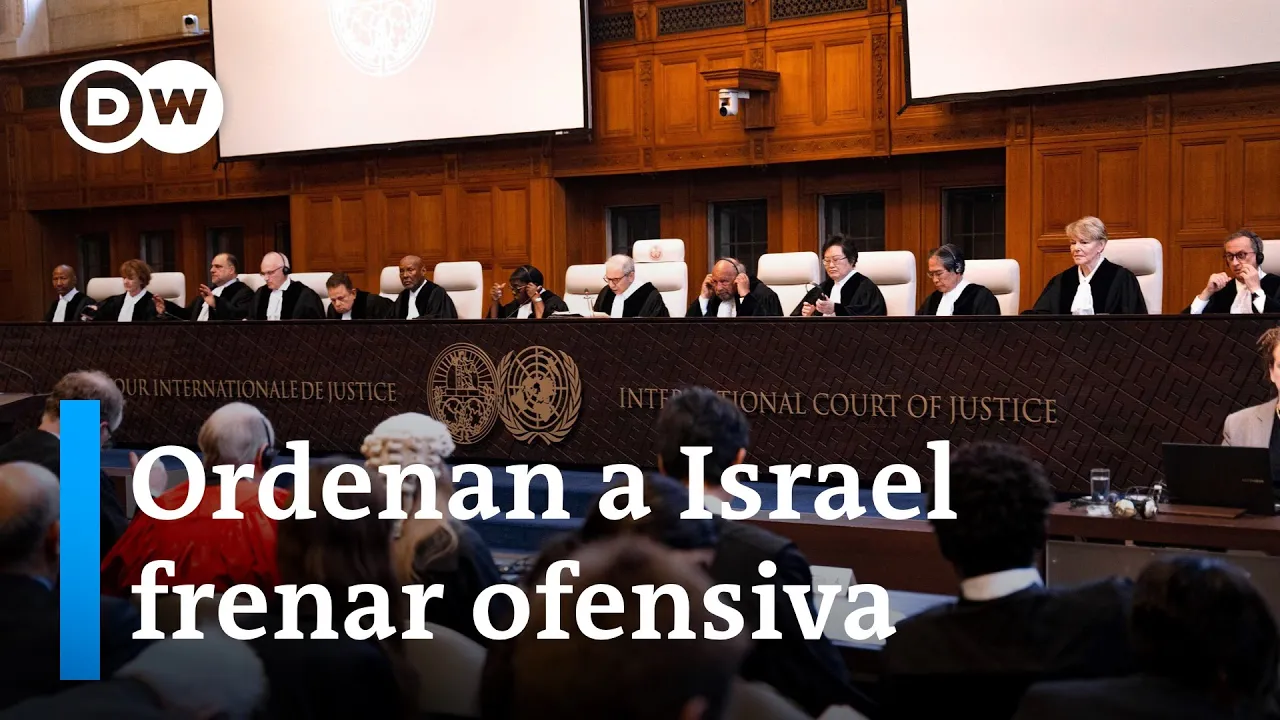 DW
COUR INTERNATIONALE DE JUSTICE
INTERNATIONAL COURT OF JUSTICE
Ordenan a Israel
frenar ofensiva